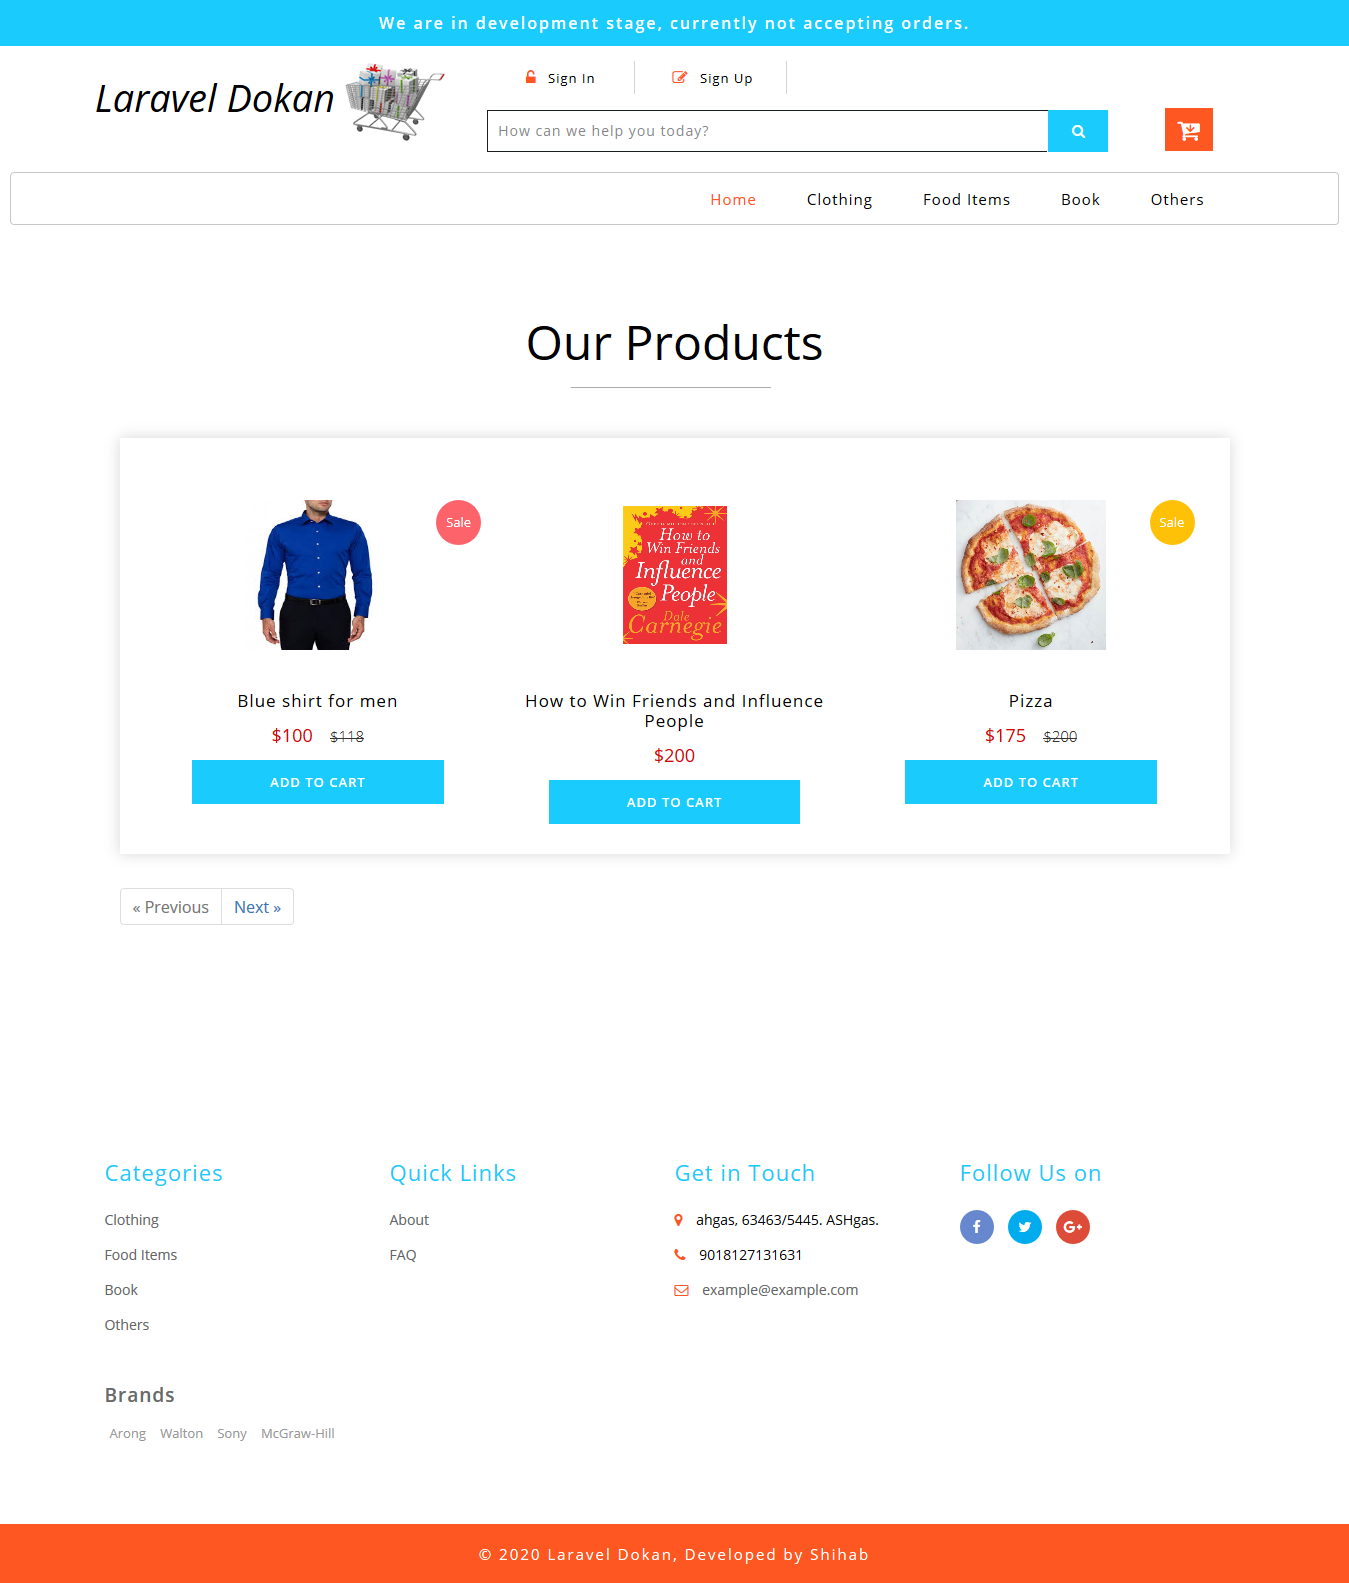 We are in development stage, currently not accepting orders.
Laravel Dokan
Sign In
Sign Up
How can we help you today?
Home
Clothing
Food Items
Book
Others
Our Products
Sale
How to
Win Friends
and
Influence
People
Dale
Carnegie
Sale
Blue shirt for men
$100 $118
ADD TO CART
How to Win Friends and Influence
People
$200
ADD TO CART
Pizza
$175 $200
ADD TO CART
« Previous
Next »
Categories
Clothing
Food Items
Book
Others
Quick Links
About
FAQ
Get in Touch
ahgas, 63463/5445. ASHgas.
9018127131631
example@example.com
Follow Us on
Brands
Arong Walton Sony McGraw-Hill
© 2020 Laravel Dokan, Developed by Shihab